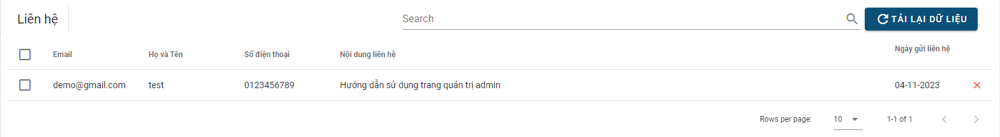 Liên hệ
Search
TẢI LẠI DỮ LIỆU
Email Họ và Tên Số điện thoại Nội dung liên hệ Ngày gửi liên hệ
demo@gmail.com test 0123456789 Hướng dẫn sử dụng trang quản trị admin 04-11-2023
Rows per page: 10 1-1 of 1